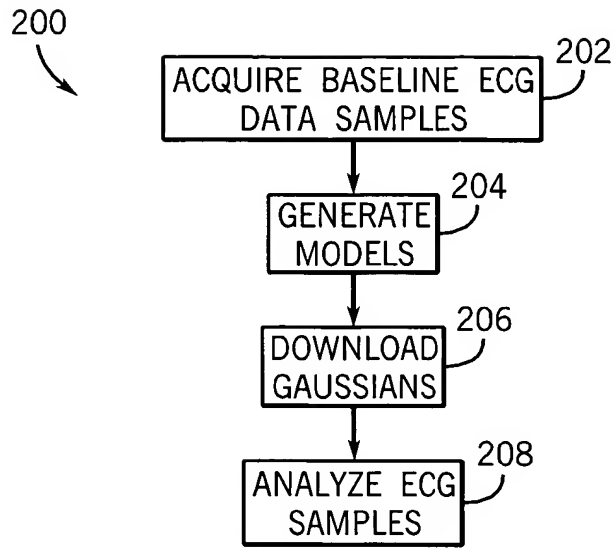 200
202
ACQUIRE BASELINE ECG
DATA SAMPLES
204
GENERATE
MODELS
206
DOWNLOAD
GAUSSIANS
208
ANALYZE ECG
SAMPLES